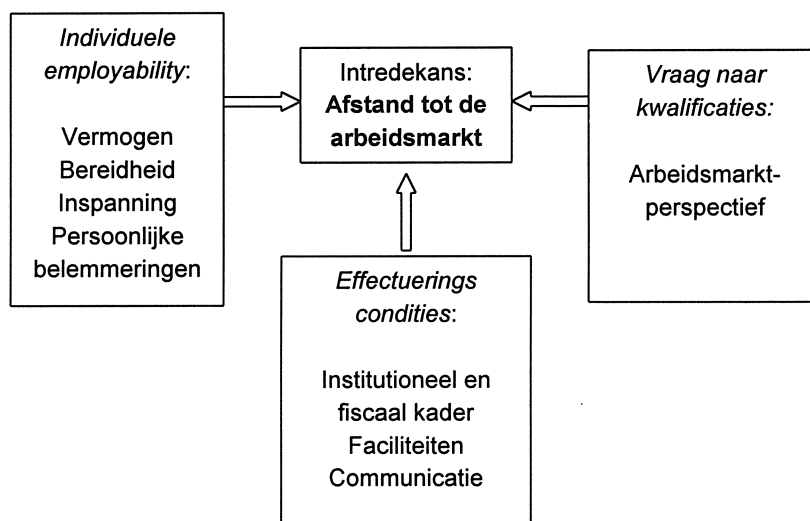 Individuele
employability:
Vermogen
Bereidheid
Inspanning
Persoonlijke
belemmeringen
Intredekans:
Afstand tot de
arbeidsmarkt
Vraag naar
kwalificaties:
Arbeidsmarkt-
perspectief
Effectuerings
condities:
Institutioneel en
fiscaal kader
Faciliteiten
Communicatie